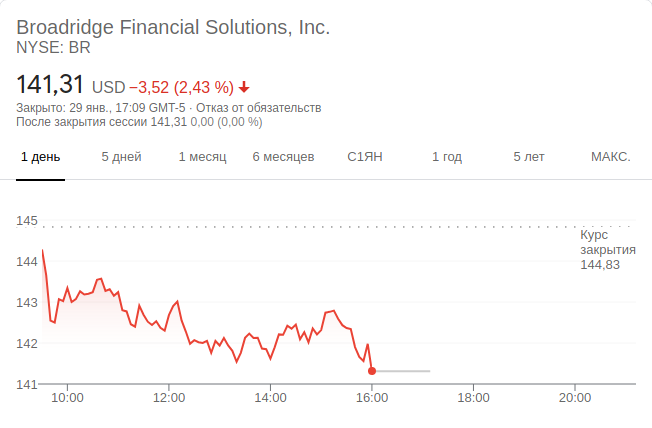 Broadridge Financial Solutions, Inc.
NYSE: BR
141,31 USD −3,52 (2,43 %)
Закрыто: 29 янв., 17:09 GMT-5 · Отказ от обязательств
После закрытия сессии 141,31 0,00 (0,00 %)
1 день 5 дней 1 месяц 6 месяцев С1ЯН 1 год 5 лет МАКС.
145
Курс
закрытия
144,83
144
143
142
141
10:00 12:00 14:00 16:00 18:00 20:00